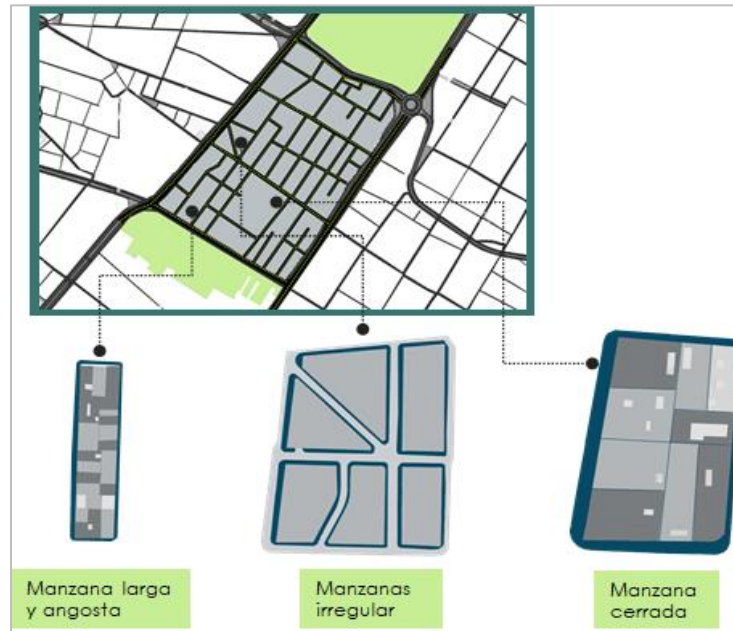 Manzana larga
y angosta
Manzanas
irregular
Manzana
cerrada